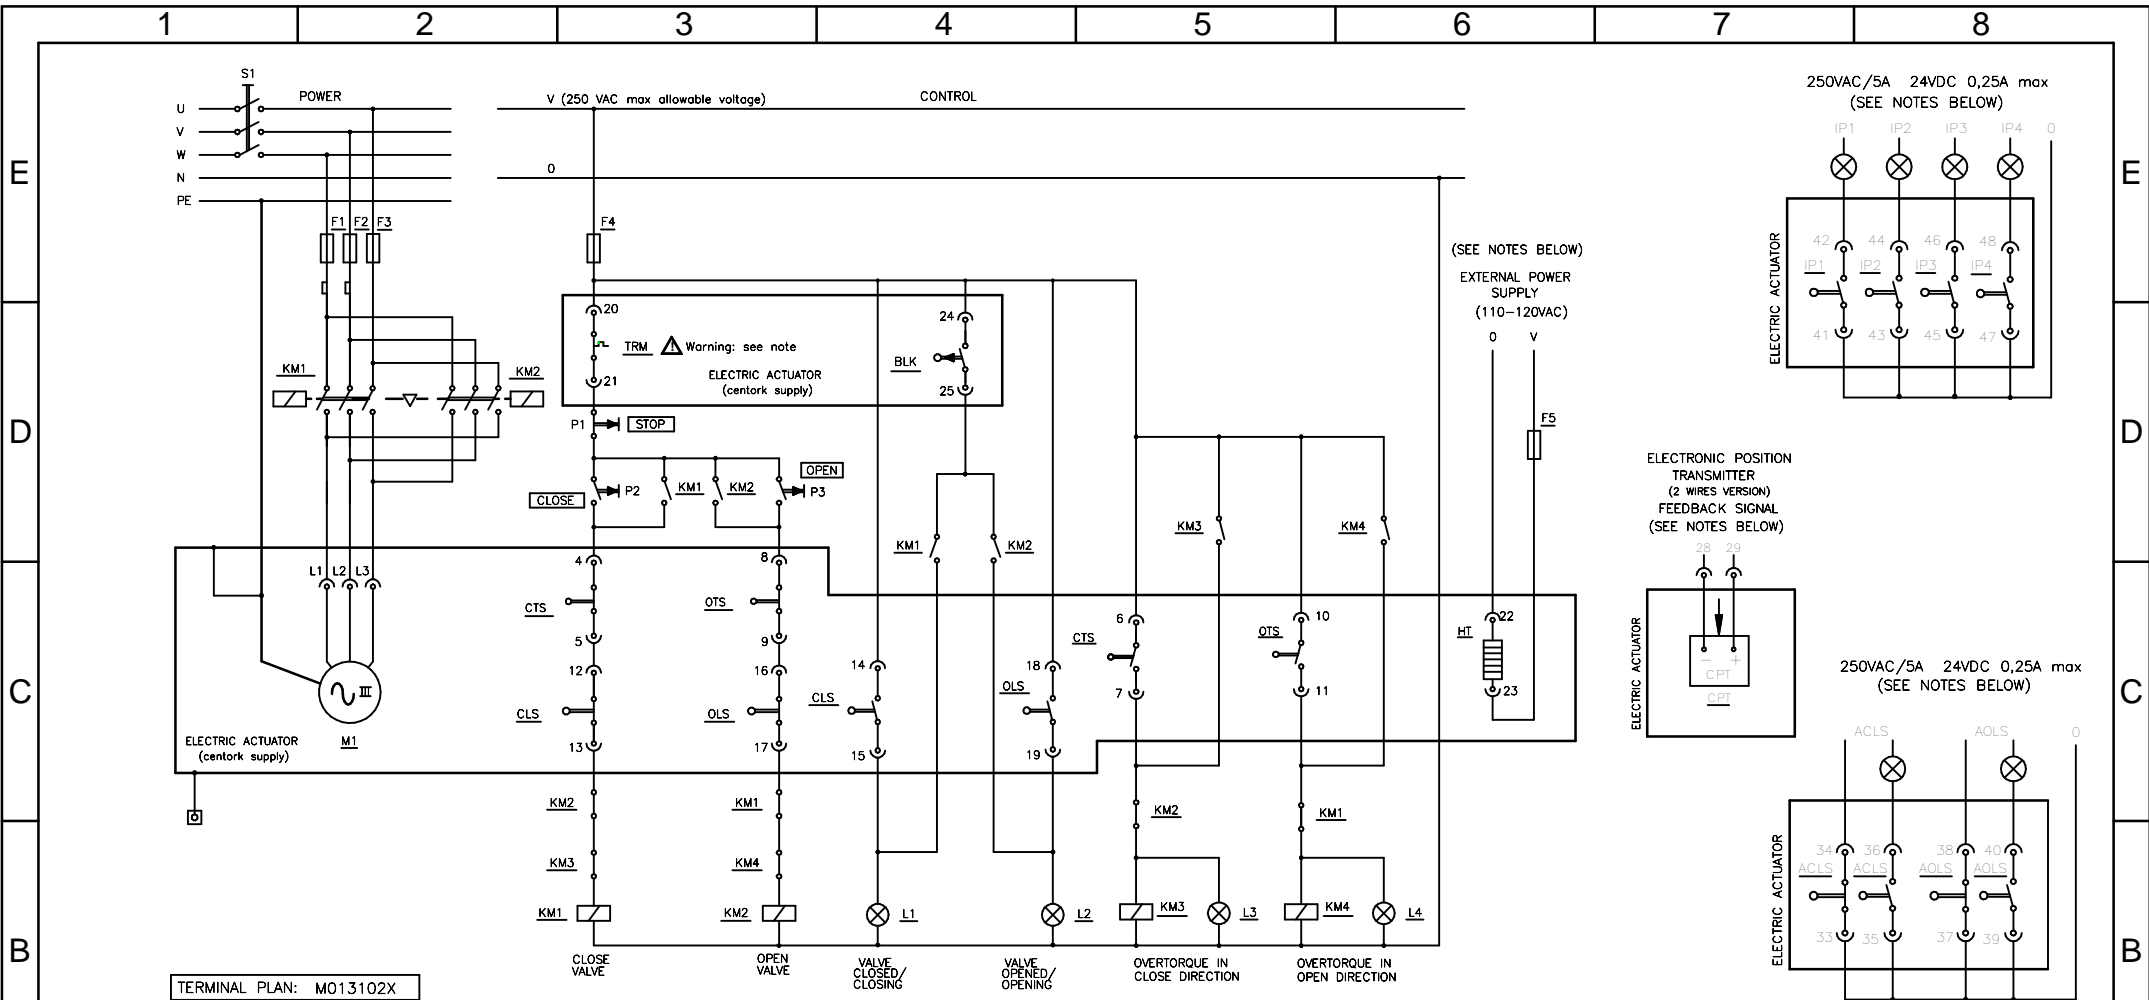 1 2 3 4 5 6 7 8
E
D
C
B
E
D
C
B
S1
POWER
U
V
W
N
PE
F1 F2 F3
KM1
KM2
L1 L2 L3
M1
ELECTRIC ACTUATOR
(centork supply)
TERMINAL PLAN: M013102X
V (250 VAC max allowable voltage)
CONTROL
0
F4
20
TRM Warning: see note
21
ELECTRIC ACTUATOR
(centork supply)
24
BLK
25
P1 STOP
CLOSE P2 KM1 KM2 P3 OPEN
4
CTS
5
12
CLS
13
KM2
KM3
KM1
CLOSE
VALVE
8
OTS
9
16
OLS
17
KM1
KM4
KM2
OPEN
VALVE
KM1
KM2
14
CLS
15
L1
VALVE
CLOSED/
CLOSING
18
OLS
19
L2
VALVE
OPENED/
OPENING
KM3
6
CTS
7
KM2
KM3
L3
OVERTORQUE IN
CLOSE DIRECTION
KM4
10
OTS
11
KM1
KM4
L4
OVERTORQUE IN
OPEN DIRECTION
(SEE NOTES BELOW)
EXTERNAL POWER
SUPPLY
(110-120VAC)
0 V
F5
22
HT
23
250VAC/5A 24VDC 0,25A max
(SEE NOTES BELOW)
IP1 IP2 IP3 IP4 0
42 44 46 48
IP1 IP2 IP3 IP4
41 43 45 47
ELECTRIC ACTUATOR
ELECTRONIC POSITION
TRANSMITTER
(2 WIRES VERSION)
FEEDBACK SIGNAL
(SEE NOTES BELOW)
28 29
- +
CPT
CPT
ELECTRIC ACTUATOR
250VAC/5A 24VDC 0,25A max
(SEE NOTES BELOW)
ACLS AOLS 0
34 36 38 40
ACLS ACLS AOLS AOLS
33 35 37 39
ELECTRIC ACTUATOR